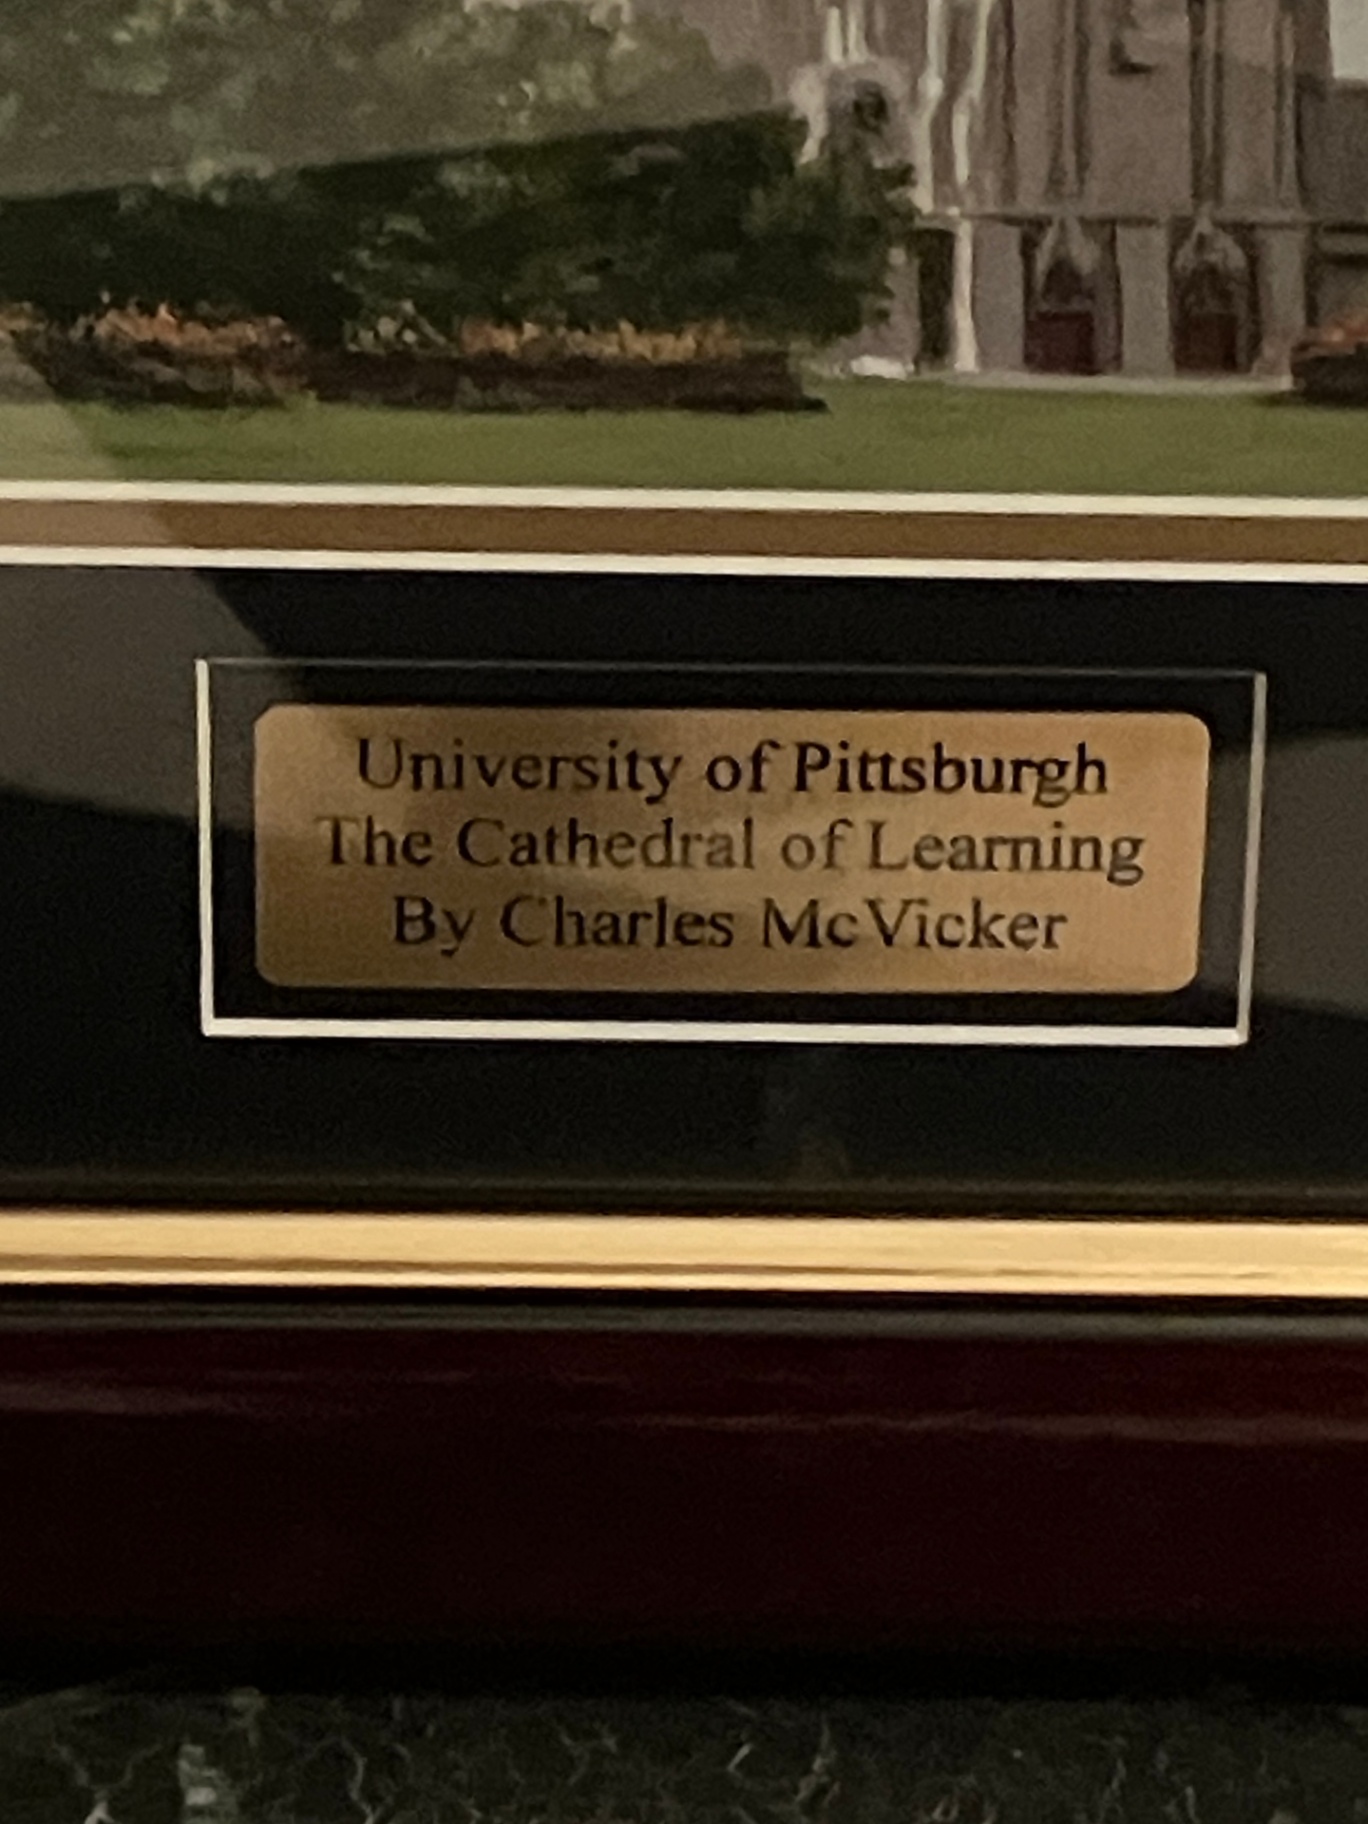 University of Pittsburgh
The Cathedral of Learning
By Charles McVicker